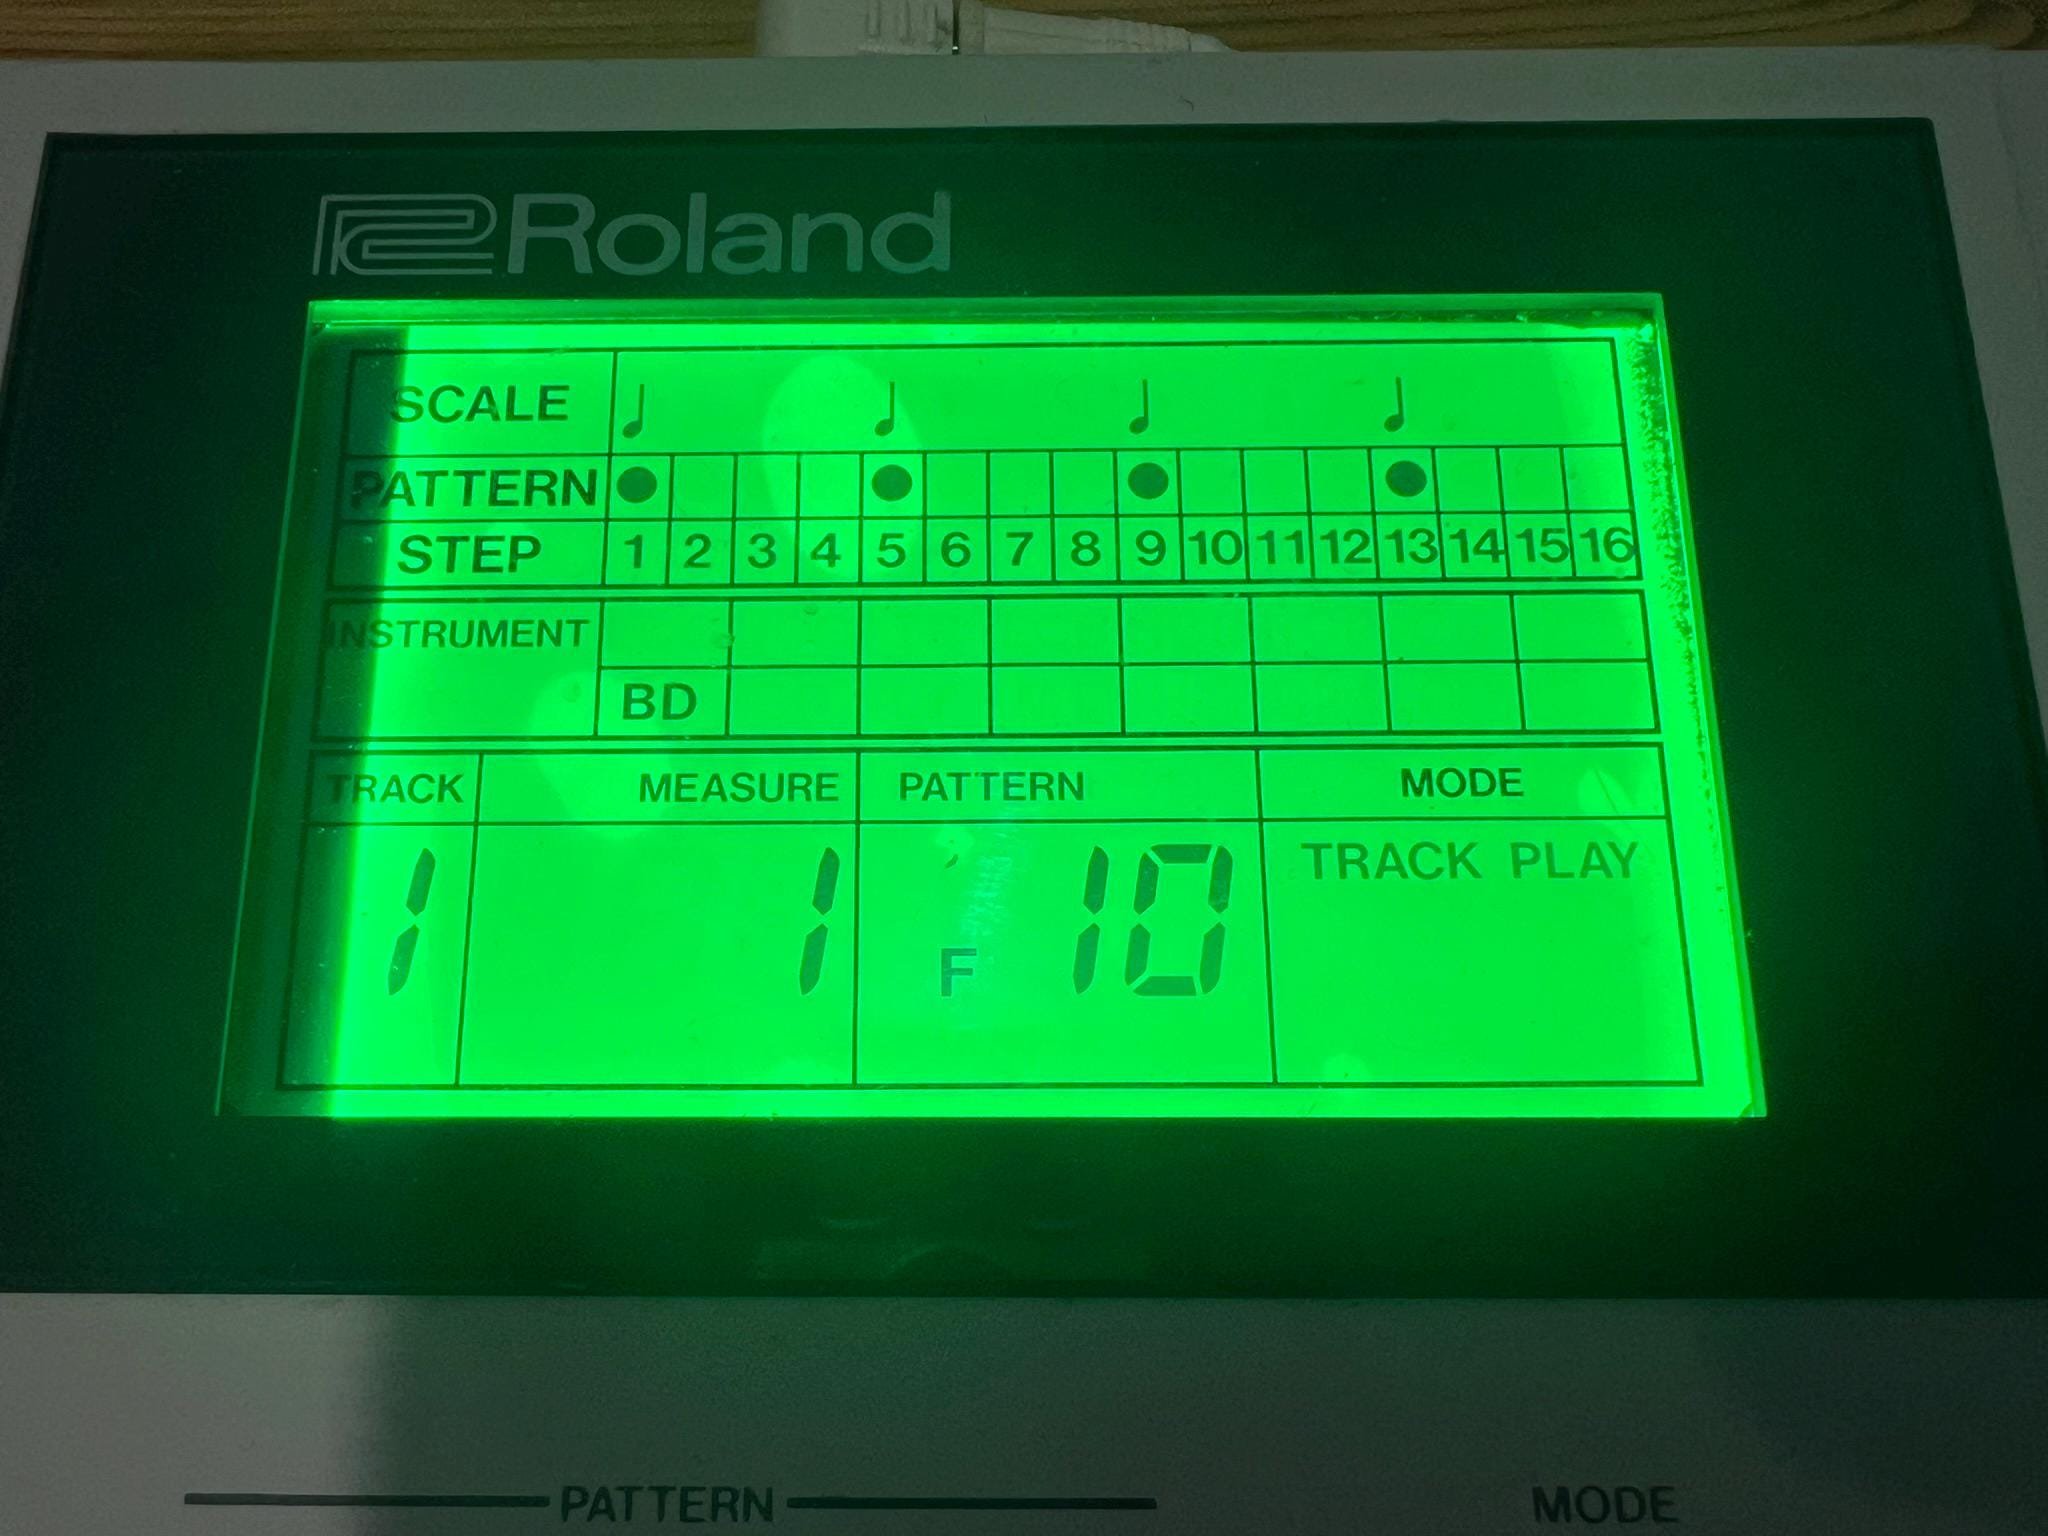 Roland
SCALE
PATTERN
STEP 1 2 3 4 5 6 7 8 9 10 11 12 13 14 15 16
INSTRUMENT
BD
TRACK MEASURE PATTERN MODE
1 1 F 10 TRACK PLAY
PATTERN MODE